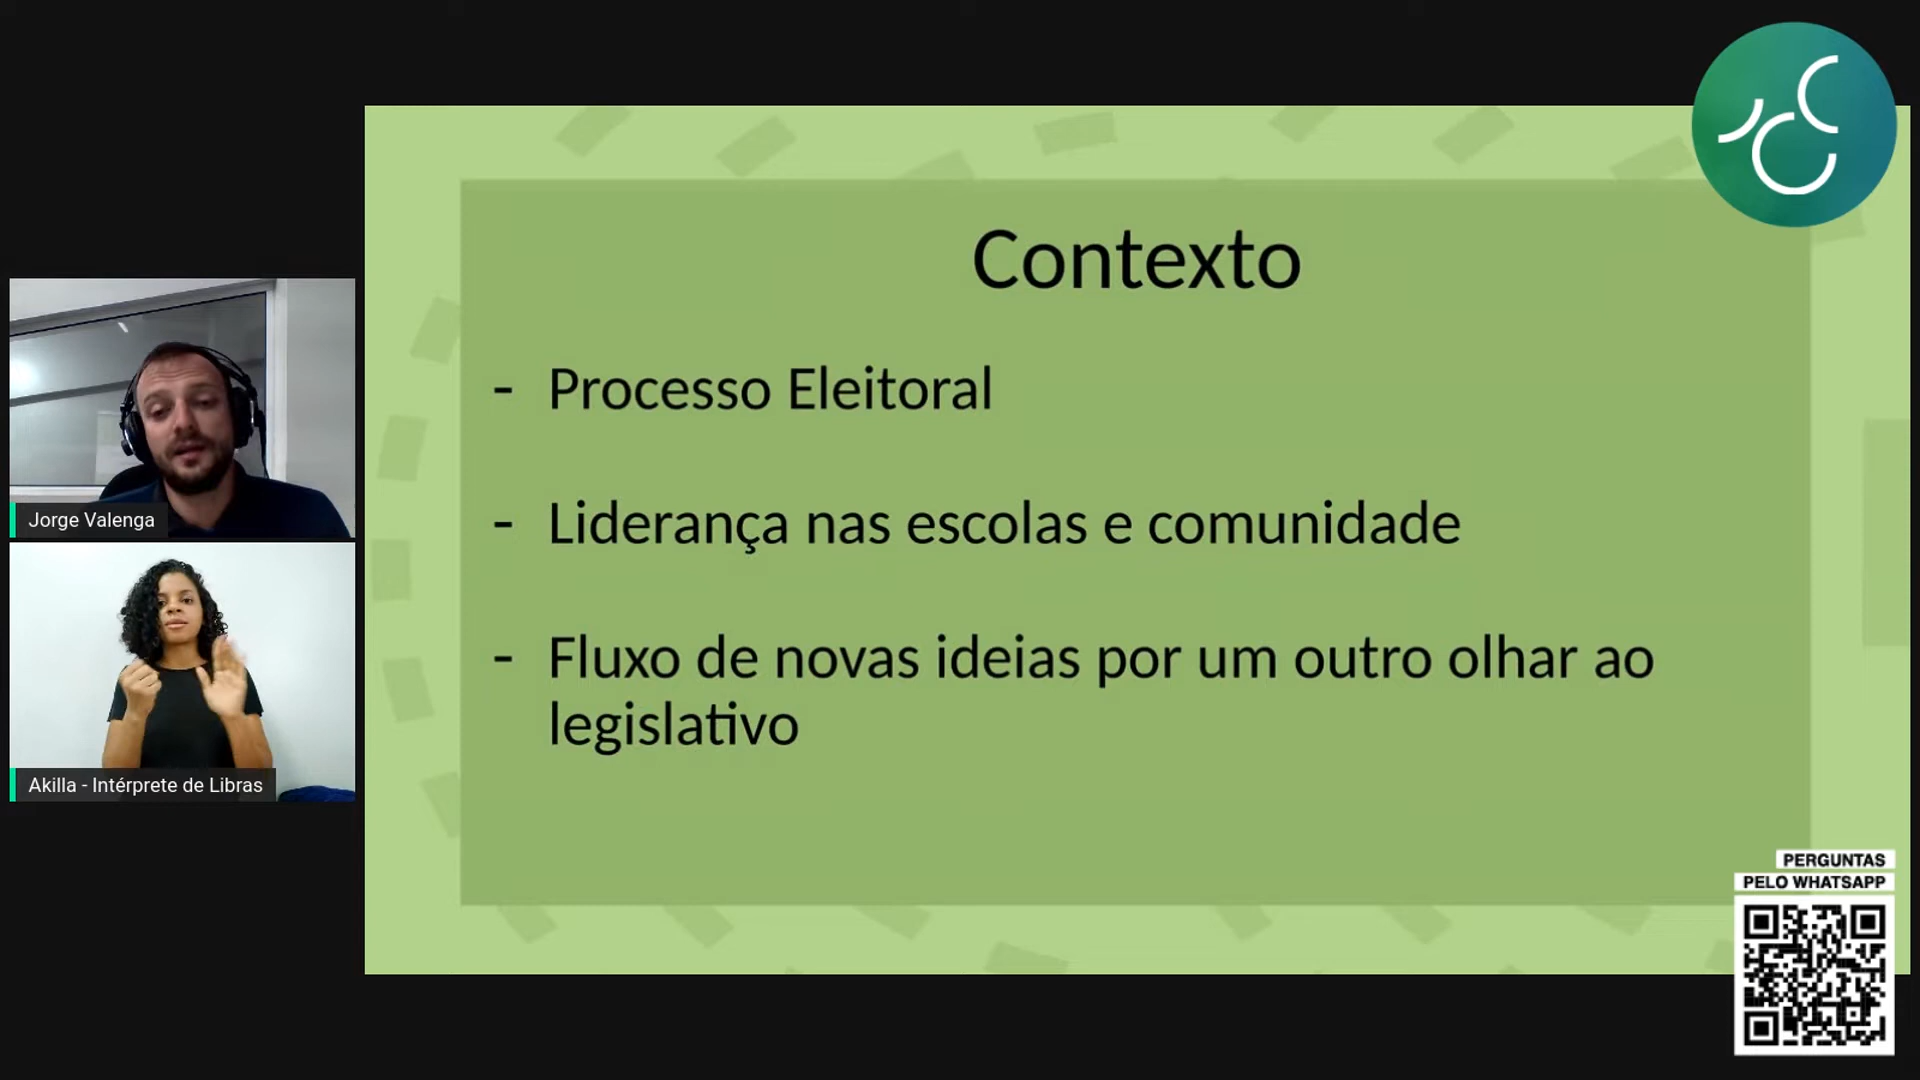 Contexto
- Processo Eleitoral
- Liderança nas escolas e comunidade
- Fluxo de novas ideias por um outro olhar ao
legislativo
Jorge Valenga
Akilla - Intérprete de Libras
PERGUNTAS
PELO WHATSAPP